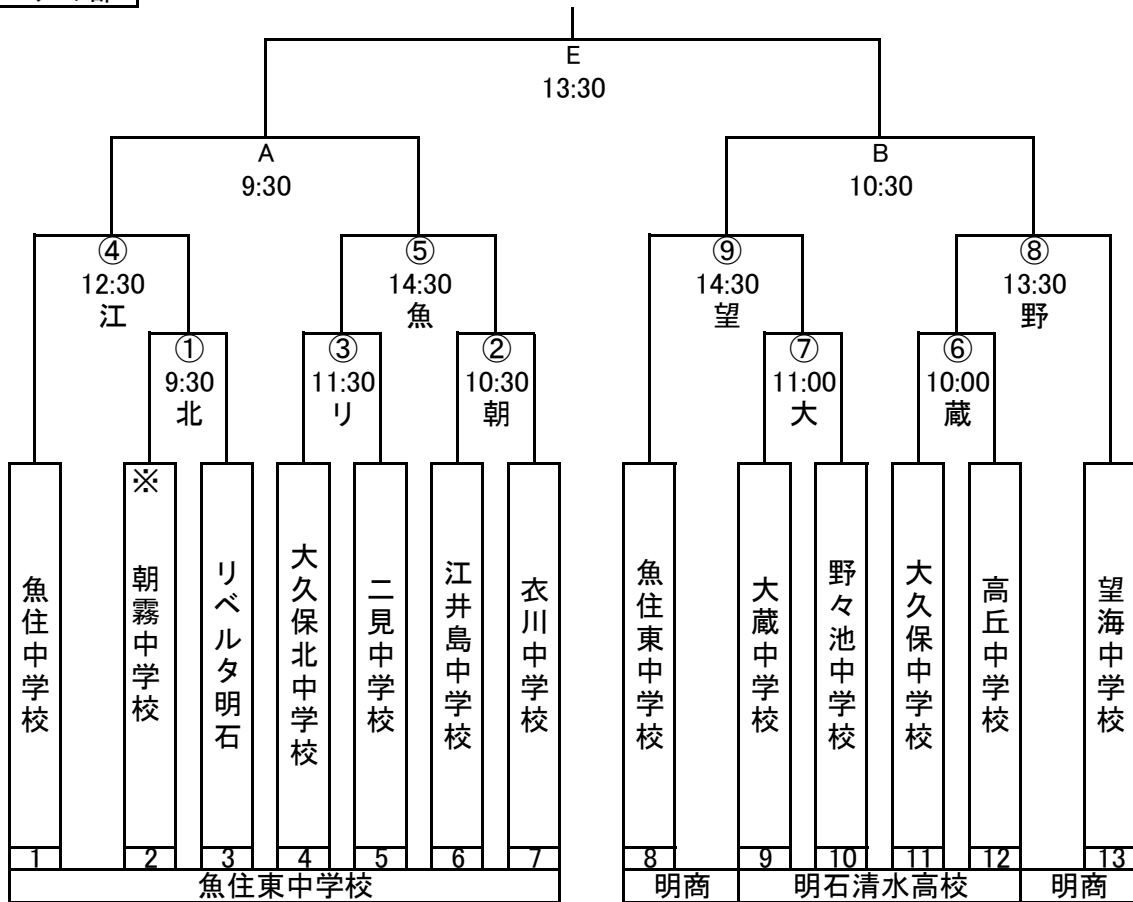 E
13:30
A
B
9:30
10:30
④
⑤
⑨
⑧
12:30
14:30
14:30
13:30
江
魚
望
野
①
③
②
⑦
⑥
9:30
11:30
10:30
11:00
10:00
北
リ
朝
大
蔵
※
魚住中学校
朝霧中学校
リベルタ明石
大久保北中学校
二見中学校
江井島中学校
衣川中学校
魚住東中学校
大蔵中学校
野々池中学校
大久保中学校
高丘中学校
望海中学校
1
2
3
4
5
6
7
8
9
10
11
12
13
魚住東中学校
明商
明石清水高校
明商